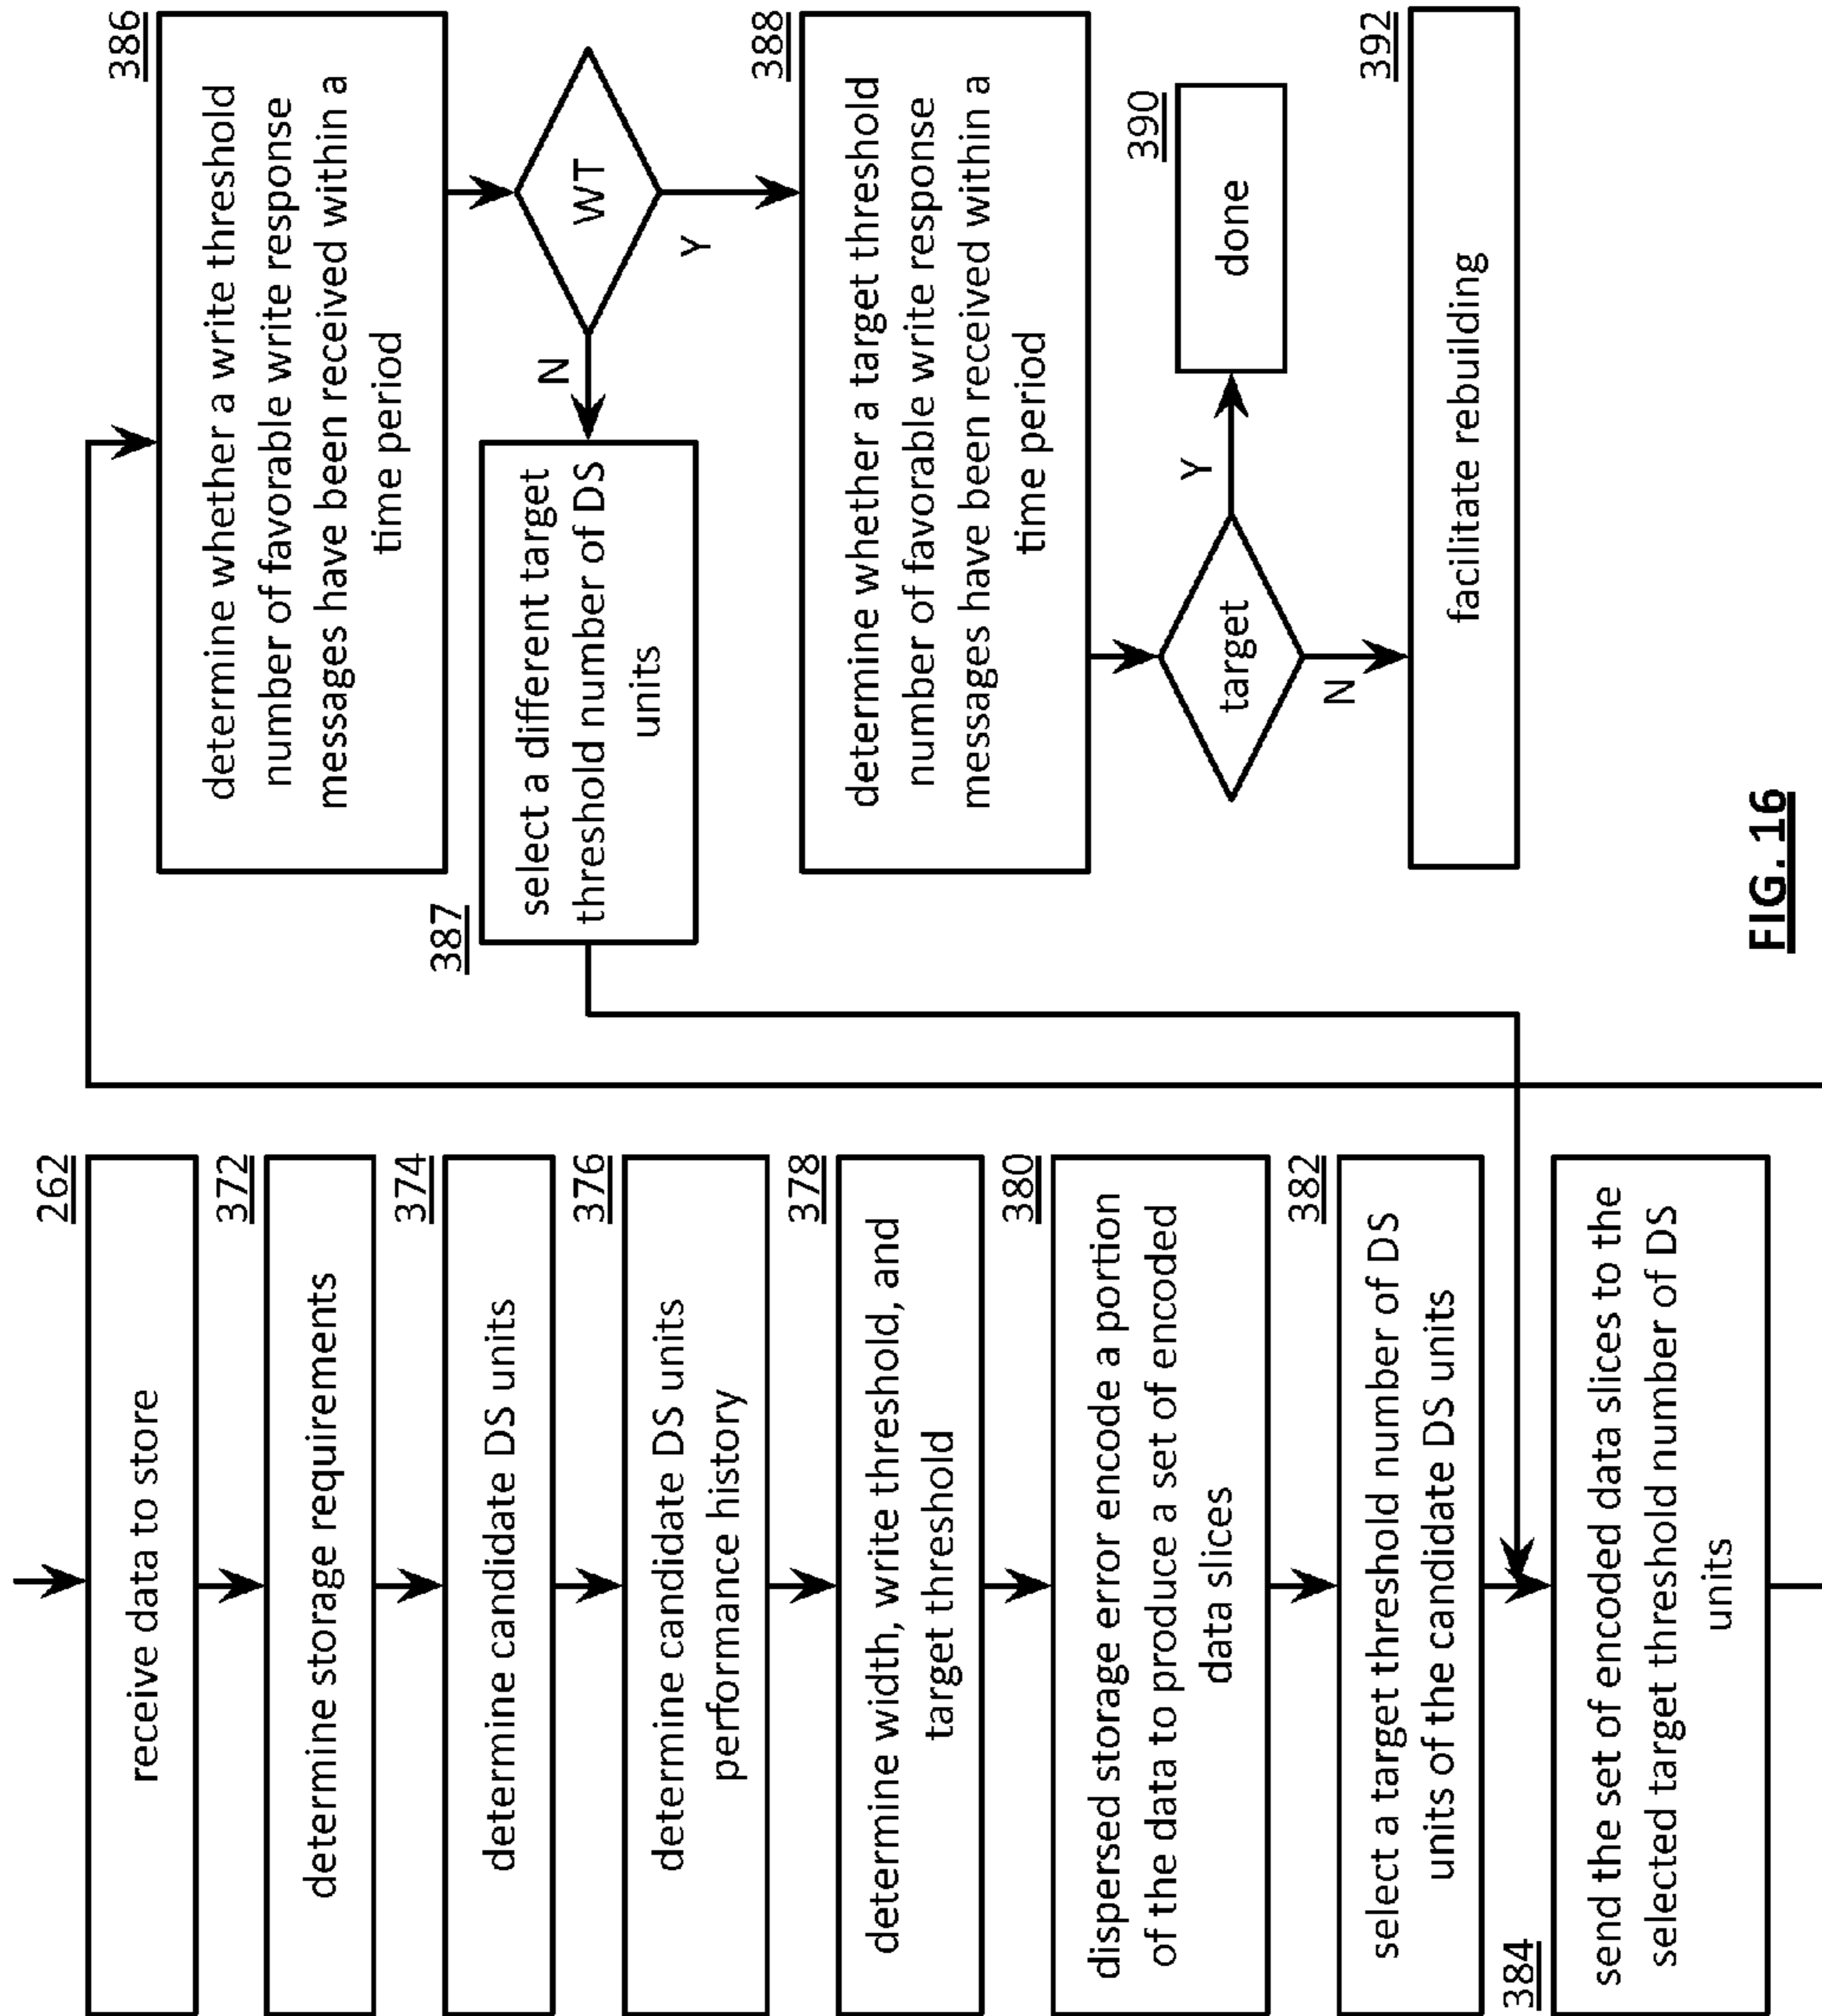 262
receive data to store
372
determine storage requirements
374
determine candidate DS units
376
determine candidate DS units
performance history
378
determine width, write threshold, and
target threshold
380
dispersed storage error encode a portion
of the data to produce a set of encoded
data slices
382
select a target threshold number of DS
units of the candidate DS units
384
send the set of encoded data slices to the
selected target threshold number of DS
units
386
determine whether a write threshold
number of favorable write response
messages have been received within a
time period
WT
N
Y
387
select a different target
threshold number of DS
units
388
determine whether a target threshold
number of favorable write response
messages have been received within a
time period
target
Y
N
390
done
392
facilitate rebuilding
FIG. 16